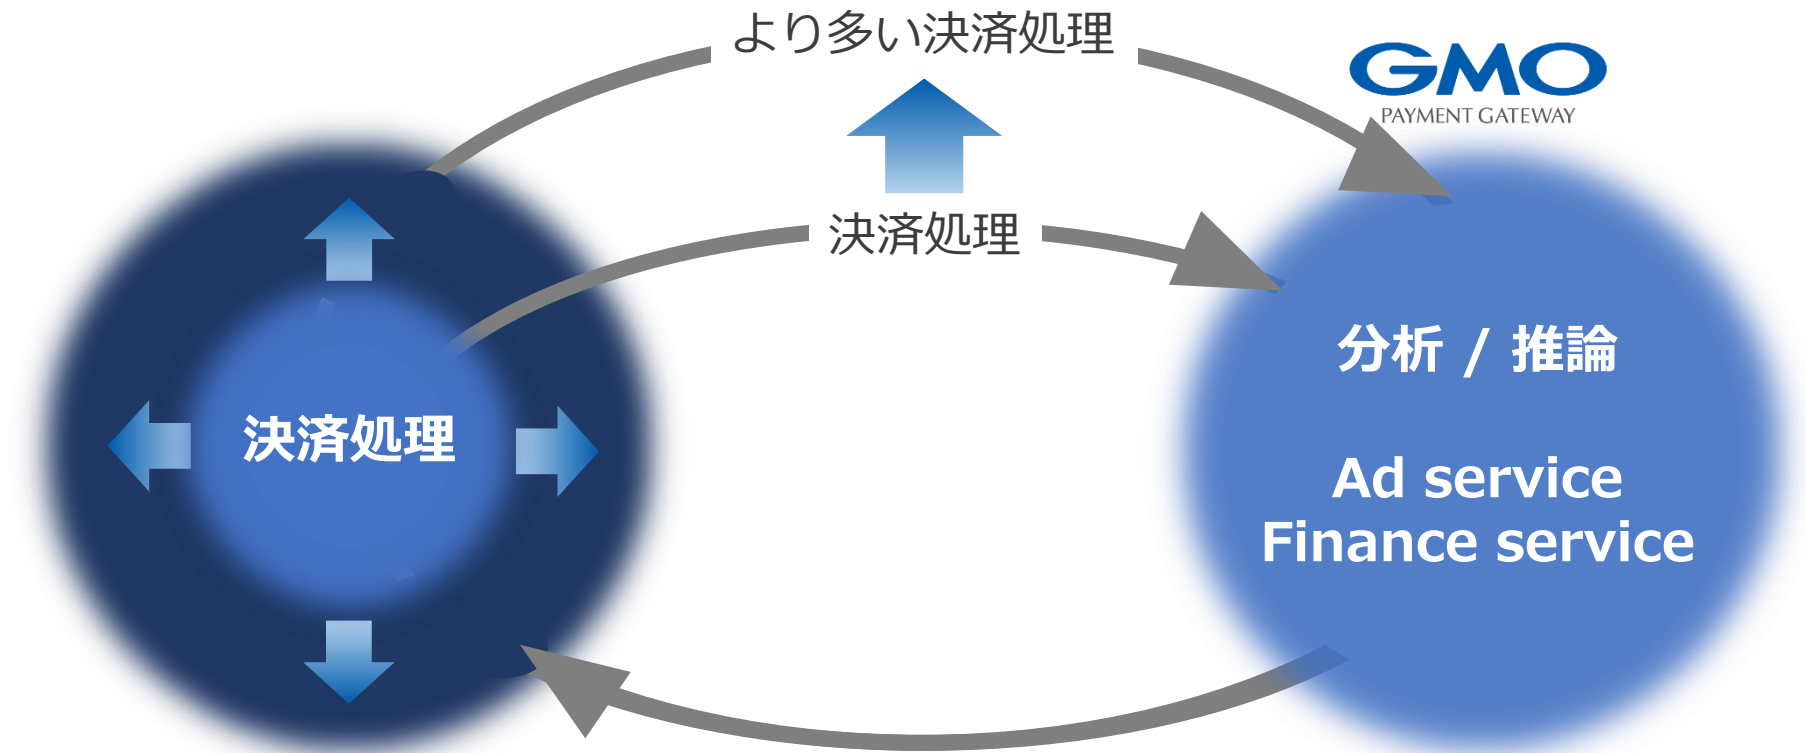 より多い決済処理
GMO
PAYMENT GATEWAY
決済処理
分析 / 推論
決済処理
Ad service
Finance service